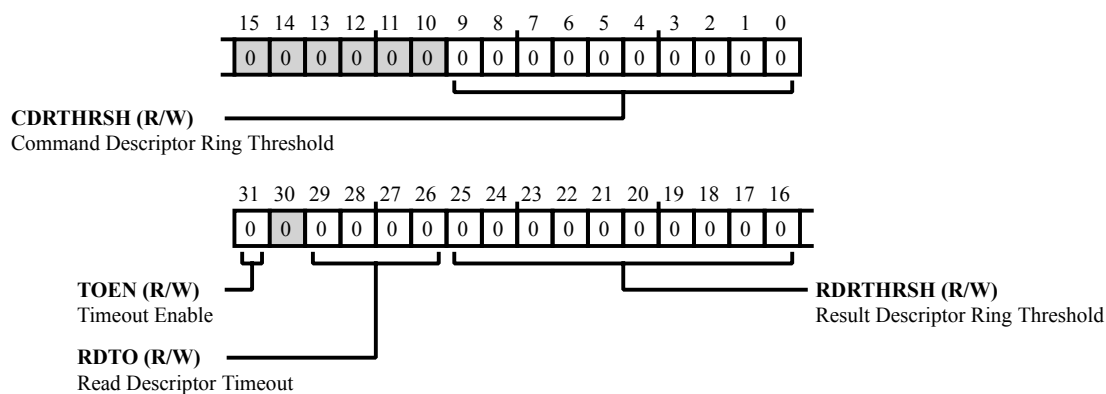 15 14 13 12 11 10 9 8 7 6 5 4 3 2 1 0
0 0 0 0 0 0 0 0 0 0 0 0 0 0 0 0
CDRTHRSH (R/W)
Command Descriptor Ring Threshold
31 30 29 28 27 26 25 24 23 22 21 20 19 18 17 16
0 0 0 0 0 0 0 0 0 0 0 0 0 0 0 0
TOEN (R/W)
Timeout Enable
RDRTHRSH (R/W)
Result Descriptor Ring Threshold
RDTO (R/W)
Read Descriptor Timeout